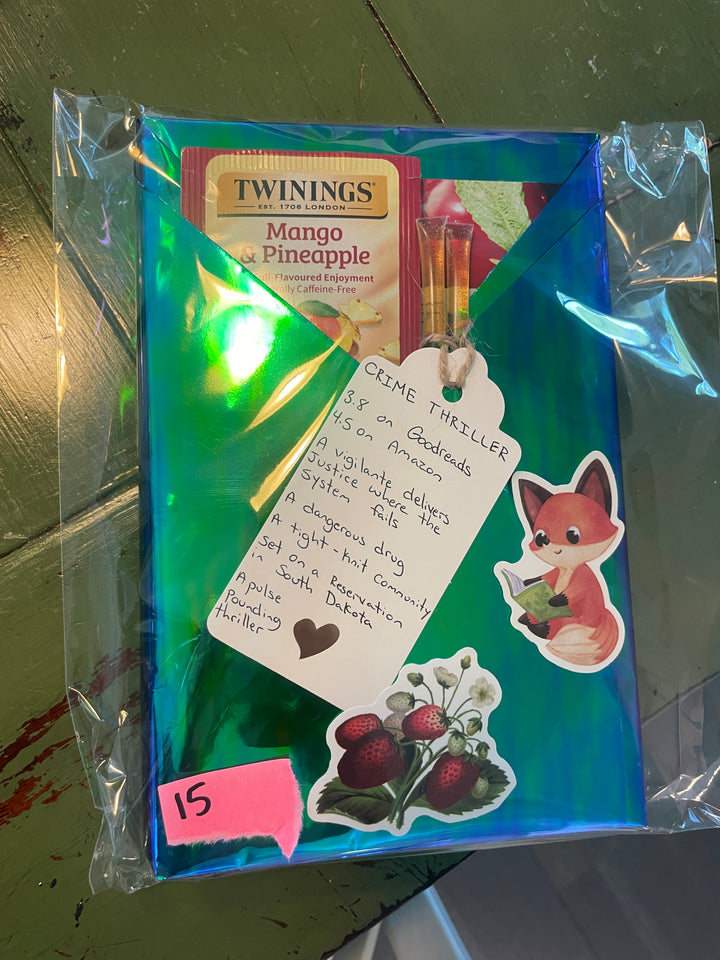 TWININGS®
EST. 1706 LONDON
Mango
& Pineapple
-Flavoured Enjoyment
Caffeine-Free
CRIME THRILLER
3.8 on Goodreads
4.5 on Amazon
A vigilante delivers
Justice where the
System fails
A dangerous drug
A tight-knit community
Set on a Reservation
in South Dakota
A pulse
Pounding
thriller
15